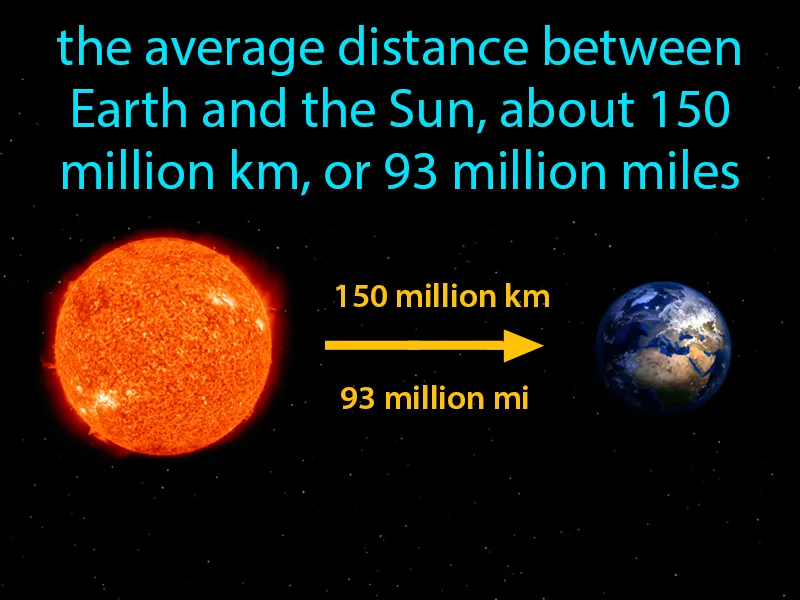 the average distance between
Earth and the Sun, about 150
million km, or 93 million miles
150 million km
93 million mi